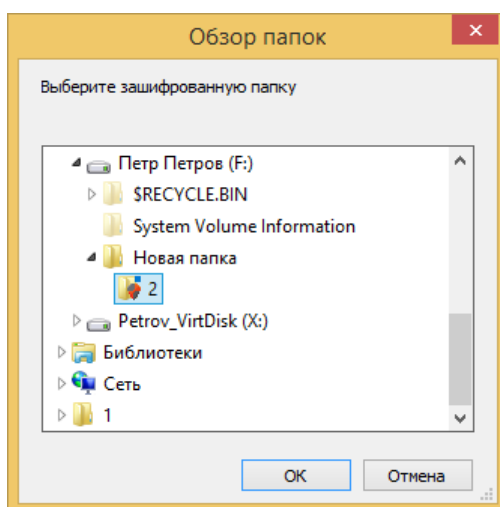 Обзор папок
Выберите зашифрованную папку
Петр Петров (F:)
$RECYCLE.BIN
System Volume Information
Новая папка
2
Petrov_VirtDisk (X:)
Библиотеки
Сеть
1
ОК Отмена